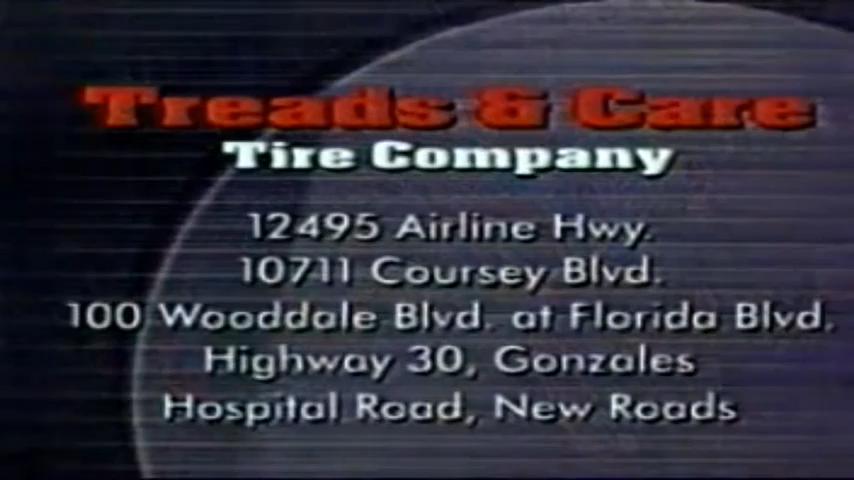 Treads & Care
Tire Company
12495 Airline Hwy.
10711 Coursey Blvd.
100 Wooddale Blvd. at Florida Blvd.
Highway 30, Gonzales
Hospital Road, New Roads